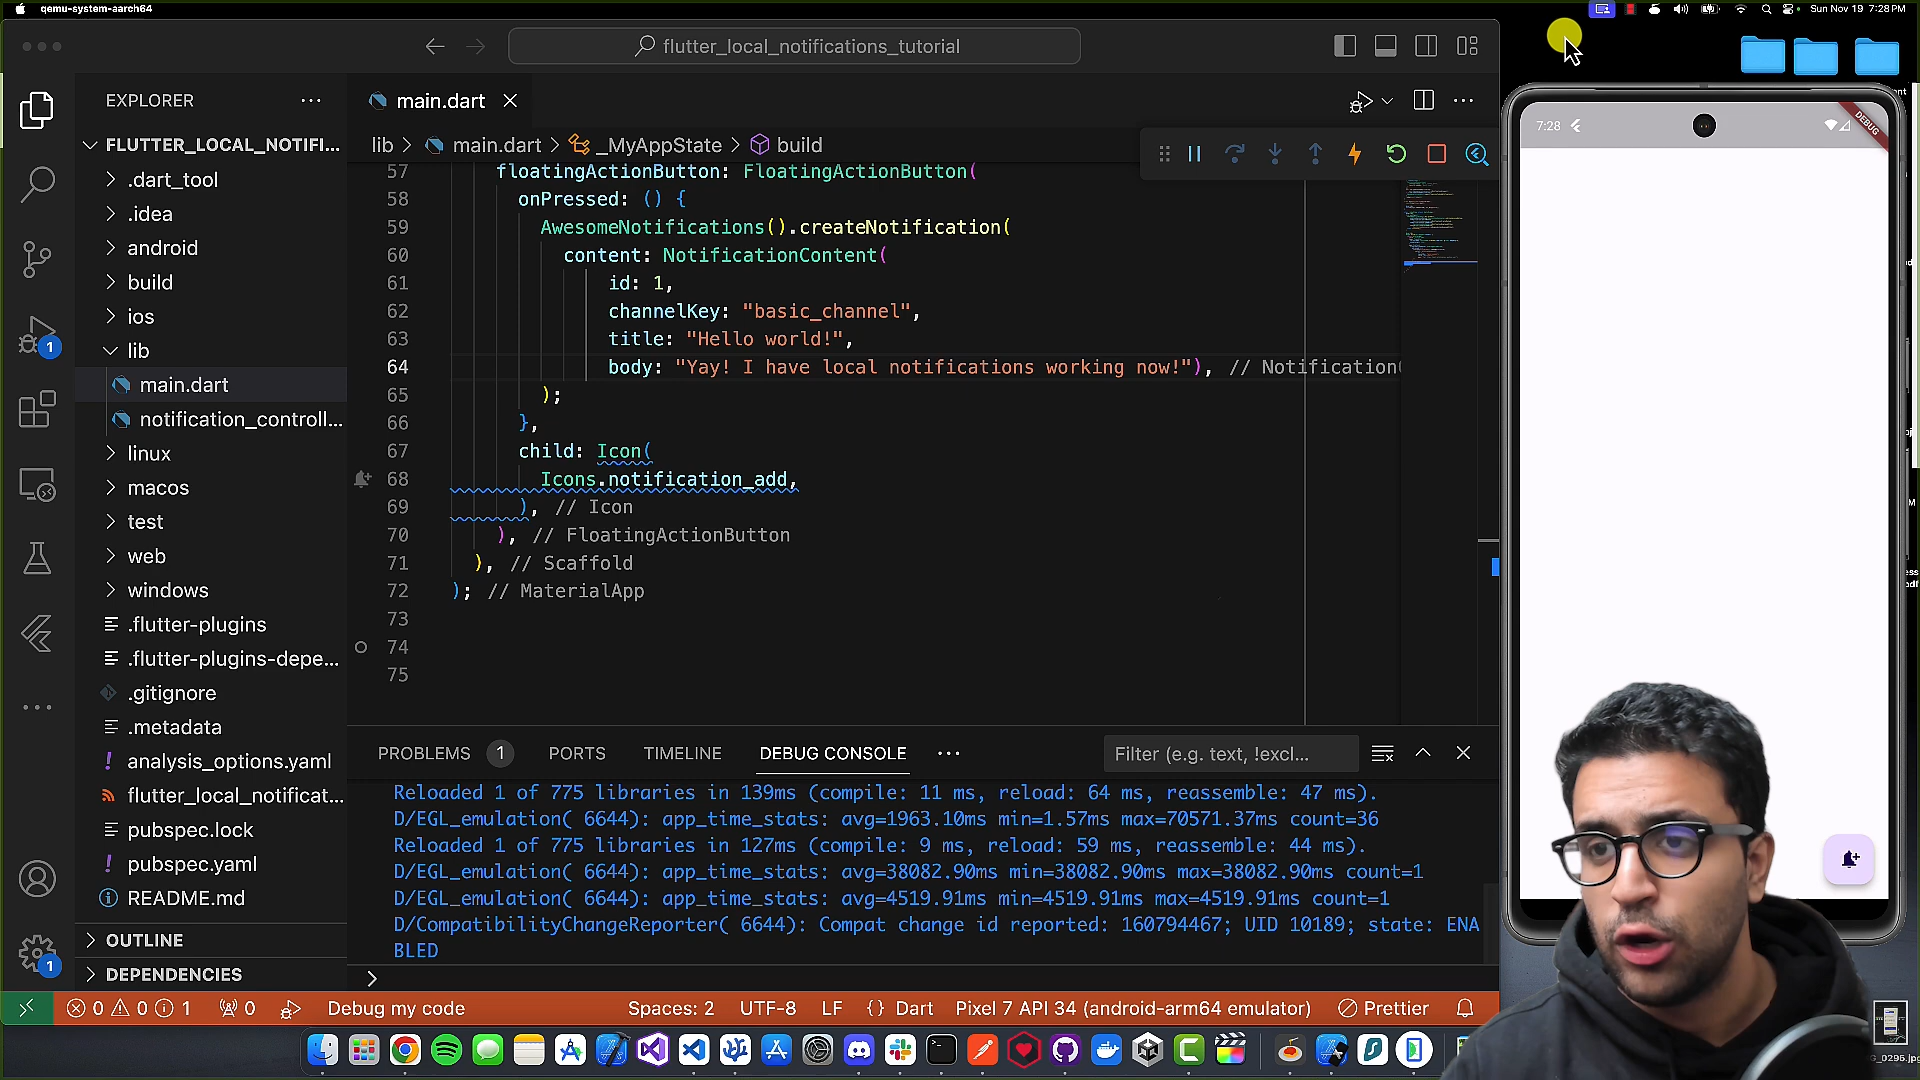 qemu-system-aarch64
Sun Nov 19 7:28 PM
flutter_local_notifications_tutorial
EXPLORER
main.dart
FLUTTER_LOCAL_NOTIFI...
.dart_tool
.idea
android
build
ios
lib
main.dart
notification_controll...
linux
macos
test
web
windows
.flutter-plugins
.flutter-plugins-depe...
.gitignore
.metadata
analysis_options.yaml
flutter_local_notificat...
pubspec.lock
pubspec.yaml
README.md
OUTLINE
DEPENDENCIES
lib > main.dart > _MyAppState > build
57 floatingActionButton: FloatingActionButton(
58 onPressed: () {
59 AwesomeNotifications().createNotification(
60 content: NotificationContent(
61 id: 1,
62 channelKey: "basic_channel",
63 title: "Hello world!",
64 body: "Yay! I have local notifications working now!"), // Notification
65 );
66 },
67 child: Icon(
68 Icons.notification_add,
69 ), // Icon
70 ), // FloatingActionButton
71 ), // Scaffold
72 ); // MaterialApp
73
74
75
PROBLEMS 1 PORTS TIMELINE DEBUG CONSOLE
Filter (e.g. text, !excl...
Reloaded 1 of 775 libraries in 139ms (compile: 11 ms, reload: 64 ms, reassemble: 47 ms).
D/EGL_emulation( 6644): app_time_stats: avg=1963.10ms min=1.57ms max=70571.37ms count=36
Reloaded 1 of 775 libraries in 127ms (compile: 9 ms, reload: 59 ms, reassemble: 44 ms).
D/EGL_emulation( 6644): app_time_stats: avg=38082.90ms min=38082.90ms max=38082.90ms count=1
D/EGL_emulation( 6644): app_time_stats: avg=4519.91ms min=4519.91ms max=4519.91ms count=1
D/CompatibilityChangeReporter( 6644): Compat change id reported: 160794467; UID 10189; state: ENA
BLED
1
1
0 0 1 0 Debug my code Spaces: 2 UTF-8 LF {} Dart Pixel 7 API 34 (android-arm64 emulator) Prettier
7:28
DEBUG